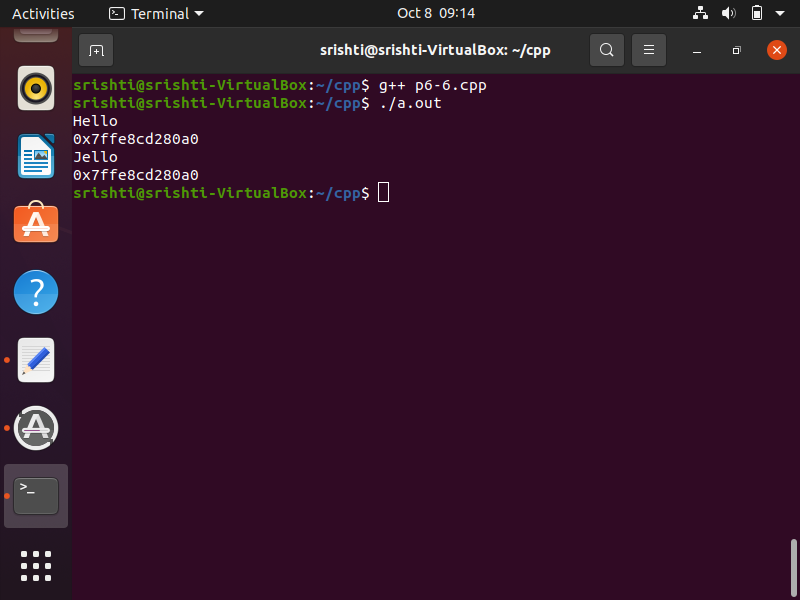 Activities Terminal Oct 8 09:14
srishti@srishti-VirtualBox: ~/cpp
srishti@srishti-VirtualBox:~/cpp$ g++ p6-6.cpp
srishti@srishti-VirtualBox:~/cpp$ ./a.out
Hello
0x7ffe8cd280a0
Jello
0x7ffe8cd280a0
srishti@srishti-VirtualBox:~/cpp$